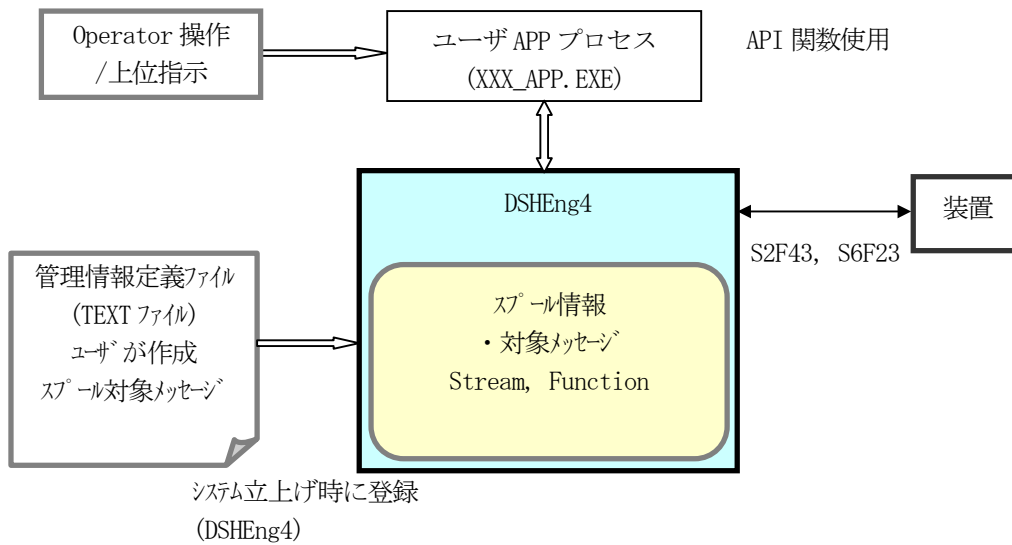 Operator 操作
/上位指示
ユーザ APP プロセス
(XXX_APP.EXE)
API 関数使用
DSHEng4
装置
S2F43, S6F23
管理情報定義ﾌｧｲﾙ
(TEXT ﾌｧｲﾙ)
ﾕｰｻﾞが作成
ｽﾌﾟｰﾙ対象ﾒｯｾｰｼﾞ
ｽﾌﾟｰﾙ情報
・対象ﾒｯｾｰｼﾞ
Stream, Function
ｼｽﾃﾑ立上げ時に登録
(DSHEng4)